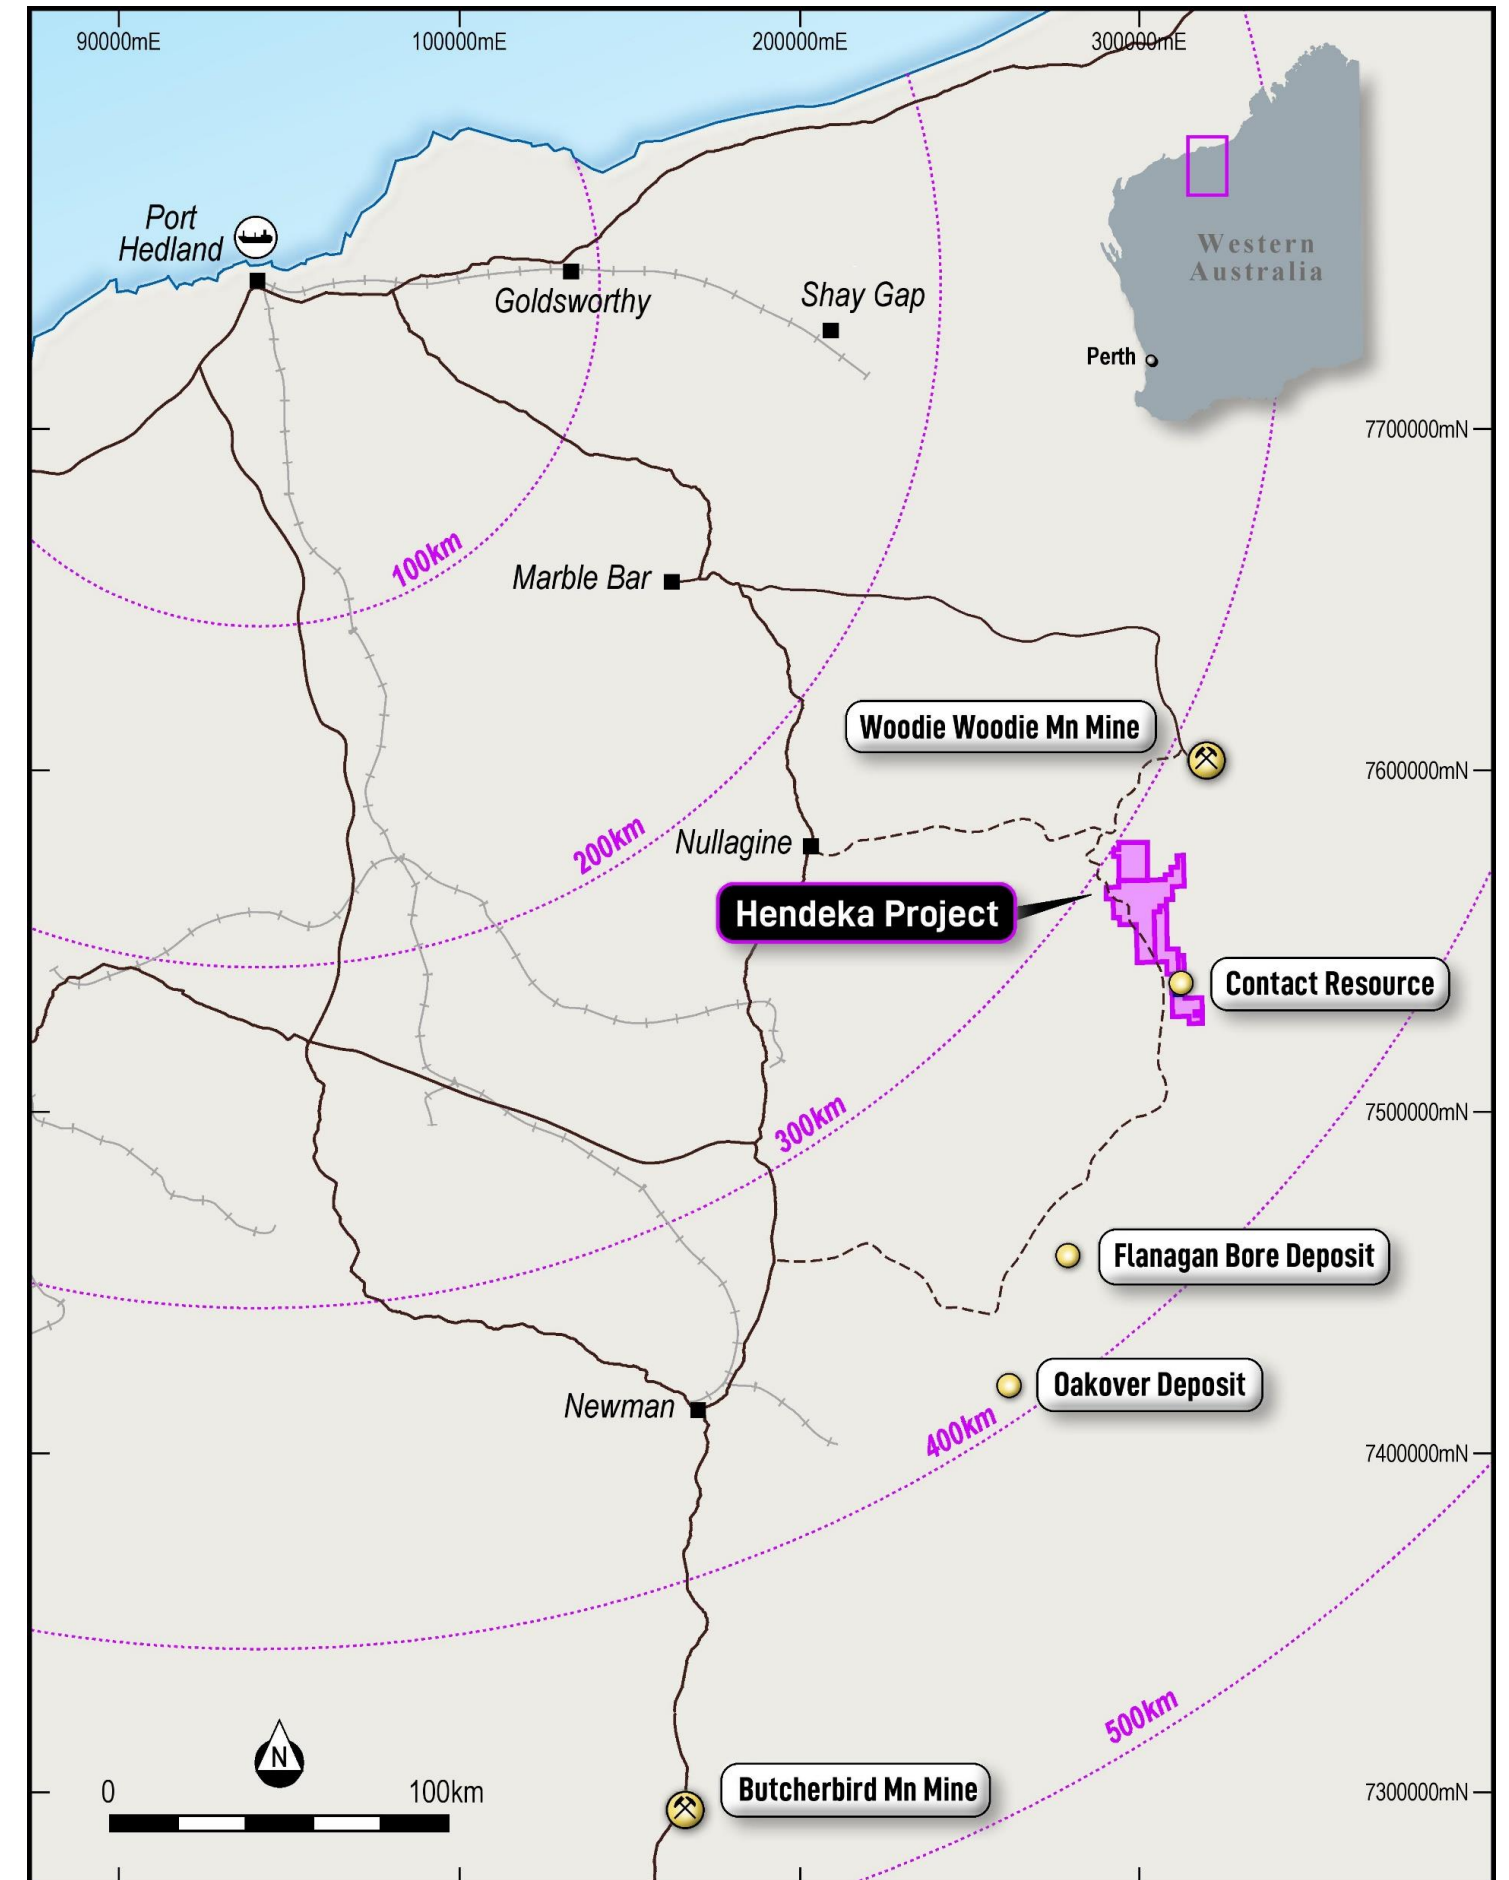 90000mE
100000mE
200000mE
300000mE
Port
Hedland
Goldsworthy
Shay Gap
Western
Australia
Perth
7700000mN
100km
Marble Bar
Woodie Woodie Mn Mine
7600000mN
200km
Nullagine
Hendeka Project
Contact Resource
300km
7500000mN
Flanagan Bore Deposit
Oakover Deposit
Newman
400km
7400000mN
500km
N
0
100km
Butcherbird Mn Mine
7300000mN